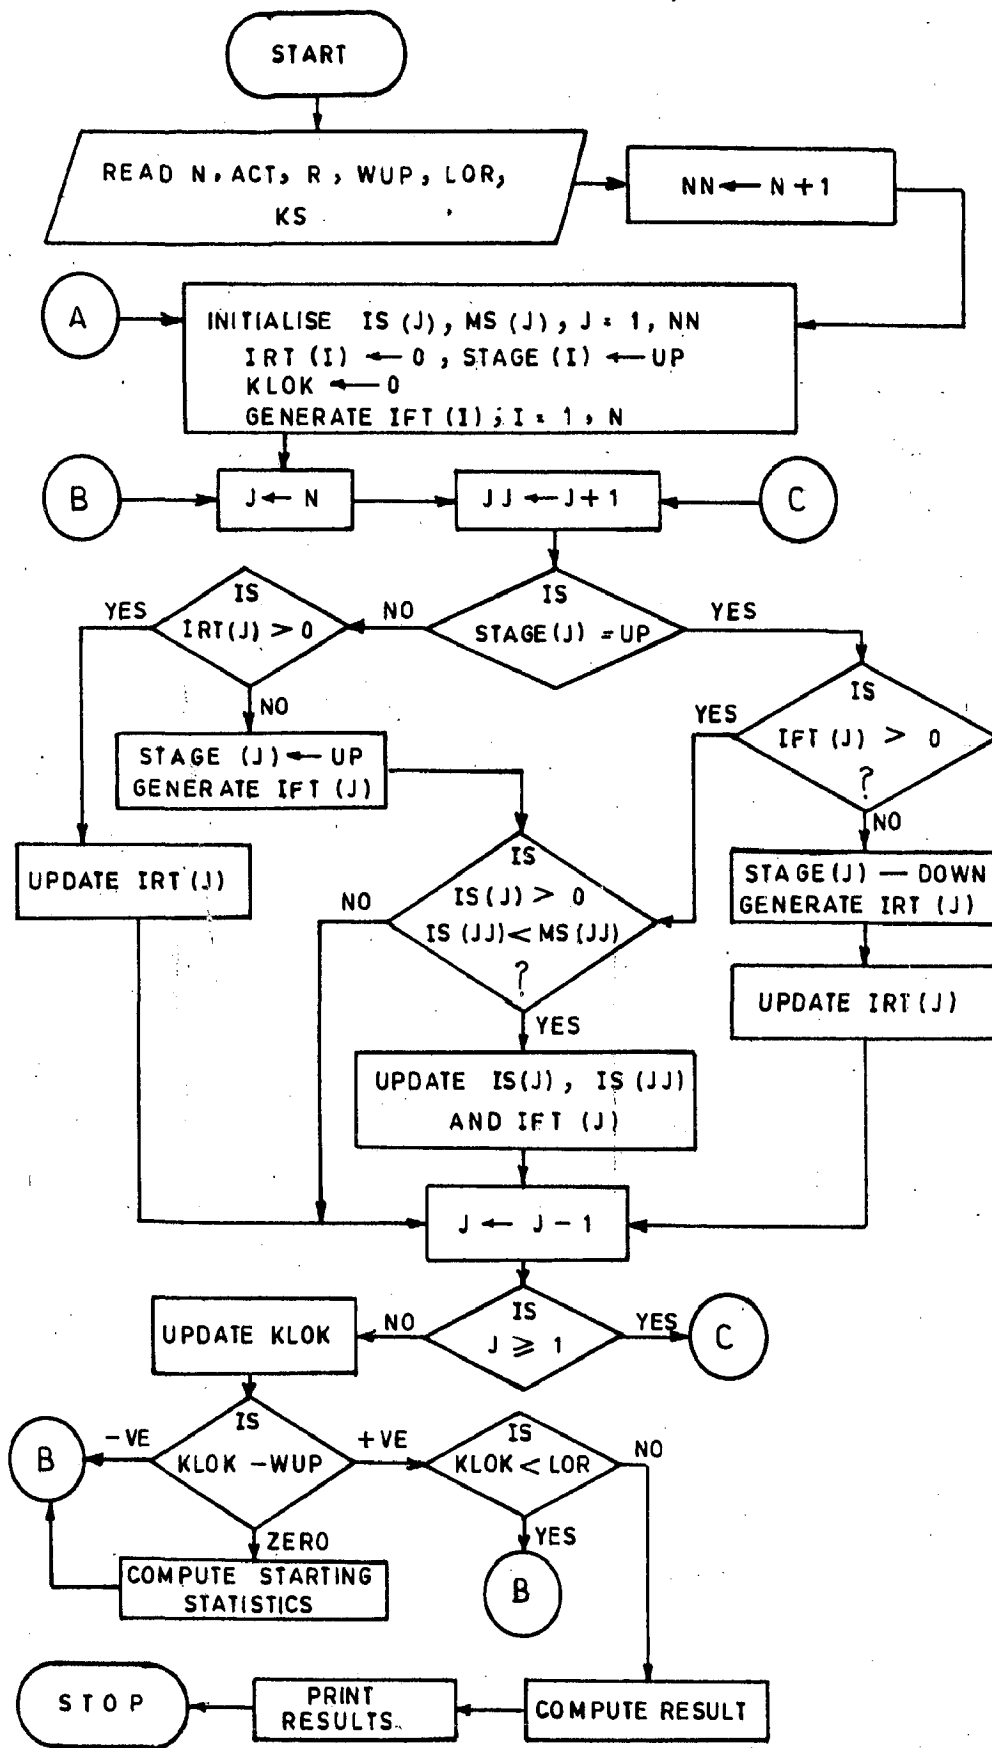 START
READ N, ACT, R, WUP, LOR,
KS
NN ← N+1
A
INITIALISE IS (J), MS (J), J = 1, NN
IRT (I) ← 0, STAGE (I) ← UP
KLOK ← 0
GENERATE IFT (I); I = 1, N
B
J ← N
JJ ← J+1
C
YES
IS
IRT(J) > 0
NO
IS
STAGE(J) = UP
YES
NO
STAGE (J) ← UP
GENERATE IFT (J)
YES
IS
IFT (J) > 0
?
NO
UPDATE IRT (J)
NO
IS
IS(J) > 0
IS (JJ) < MS (JJ)
?
YES
STAGE(J) — DOWN
GENERATE IRT (J)
UPDATE IRT(J)
UPDATE IS(J), IS (JJ)
AND IFT (J)
J ← J-1
UPDATE KLOK
NO
IS
J ⩾ 1
YES
C
B
-VE
IS
KLOK -WUP
+VE
IS
KLOK < LOR
NO
ZERO
YES
COMPUTE STARTING
STATISTICS
B
STOP
PRINT
RESULTS
COMPUTE RESULT